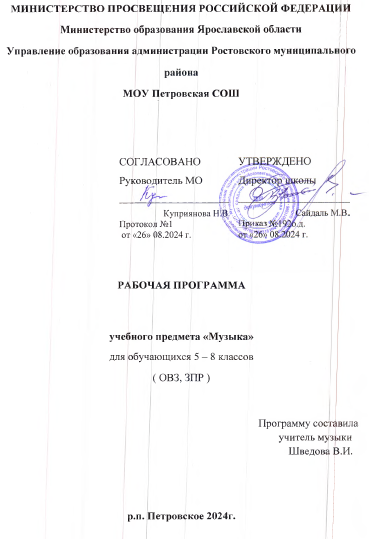 МИНИСТЕРСТВО ПРОСВЕЩЕНИЯ РОССИЙСКОЙ ФЕДЕРАЦИИ
Министерство образования Ярославской области
Управление образования администрации Ростовского муниципального
района
МОУ Петровская СОШ
СОГЛАСОВАНО УТВЕРЖДЕНО
Руководитель МО Директор школы
Куприянова Н.В. Сайдаль М.В.
Протокол №1 Приказ №192о.д.
от «26» 08.2024 г. от «26» 08.2024 г.
РАБОЧАЯ ПРОГРАММА
учебного предмета «Музыка»
для обучающихся 5 – 8 классов
( ОВЗ, ЗПР )
Программу составила
учитель музыки
Шведова В.И.
р.п. Петровское 2024г.